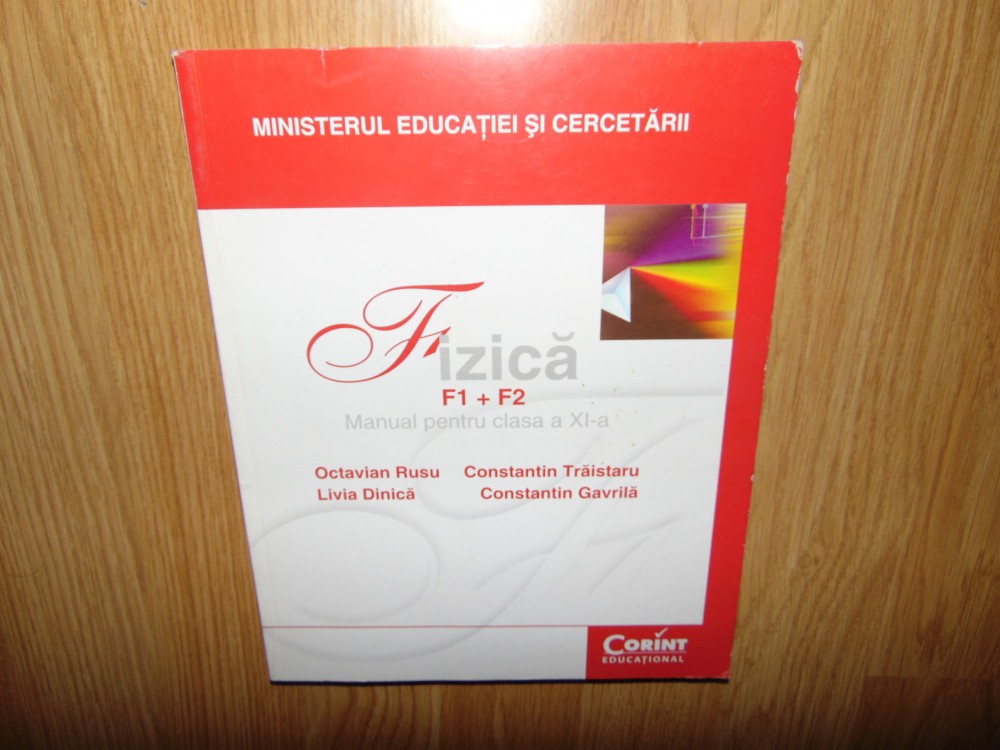 MINISTERUL EDUCAȚIEI ȘI CERCETĂRII
Fizică
F1 + F2
Manual pentru clasa a XI-a
Octavian Rusu Constantin Trăistaru
Livia Dinică Constantin Gavrilă
CORINT
EDUCAȚIONAL